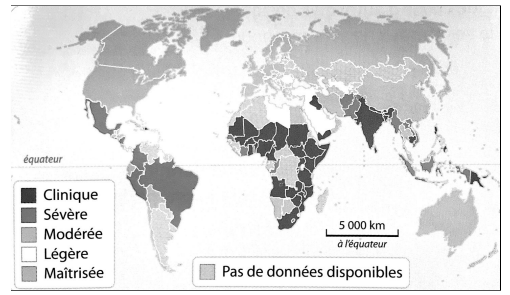 équateur
Clinique
Sévère
Modérée
Légère
Maîtrisée
5 000 km
à l'équateur
Pas de données disponibles